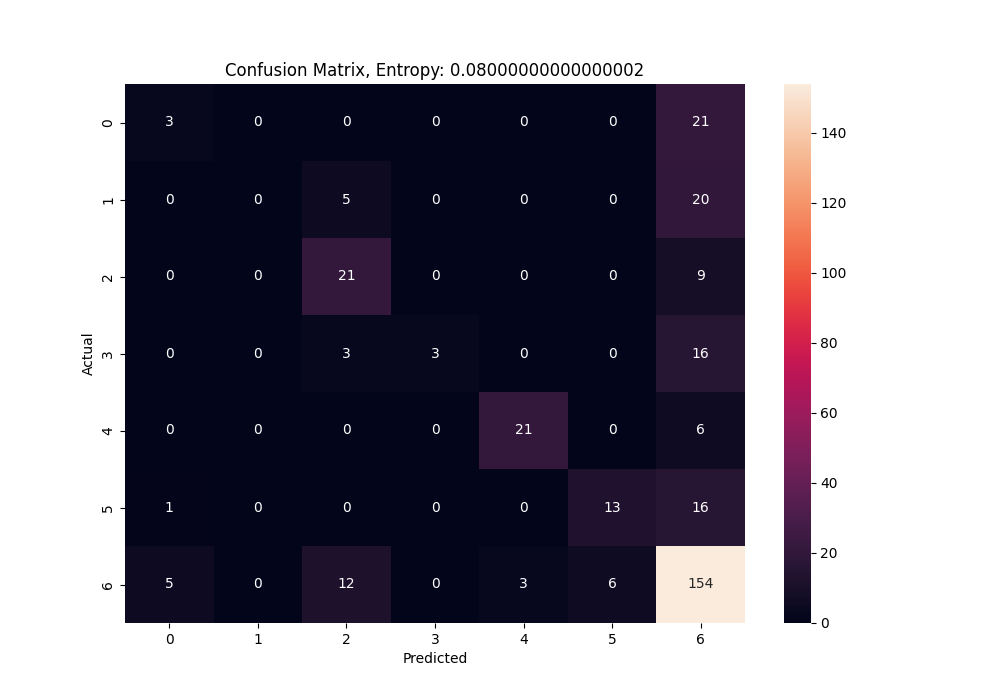 Confusion Matrix, Entropy: 0.08000000000000002
0 3 0 0 0 0 0 21
1 0 0 5 0 0 0 20
2 0 0 21 0 0 0 9
3 0 0 3 3 0 0 16
4 0 0 0 0 21 0 6
5 1 0 0 0 0 13 16
6 5 0 12 0 3 6 154
0 1 2 3 4 5 6
Predicted
Actual
140
120
100
80
60
40
20
0